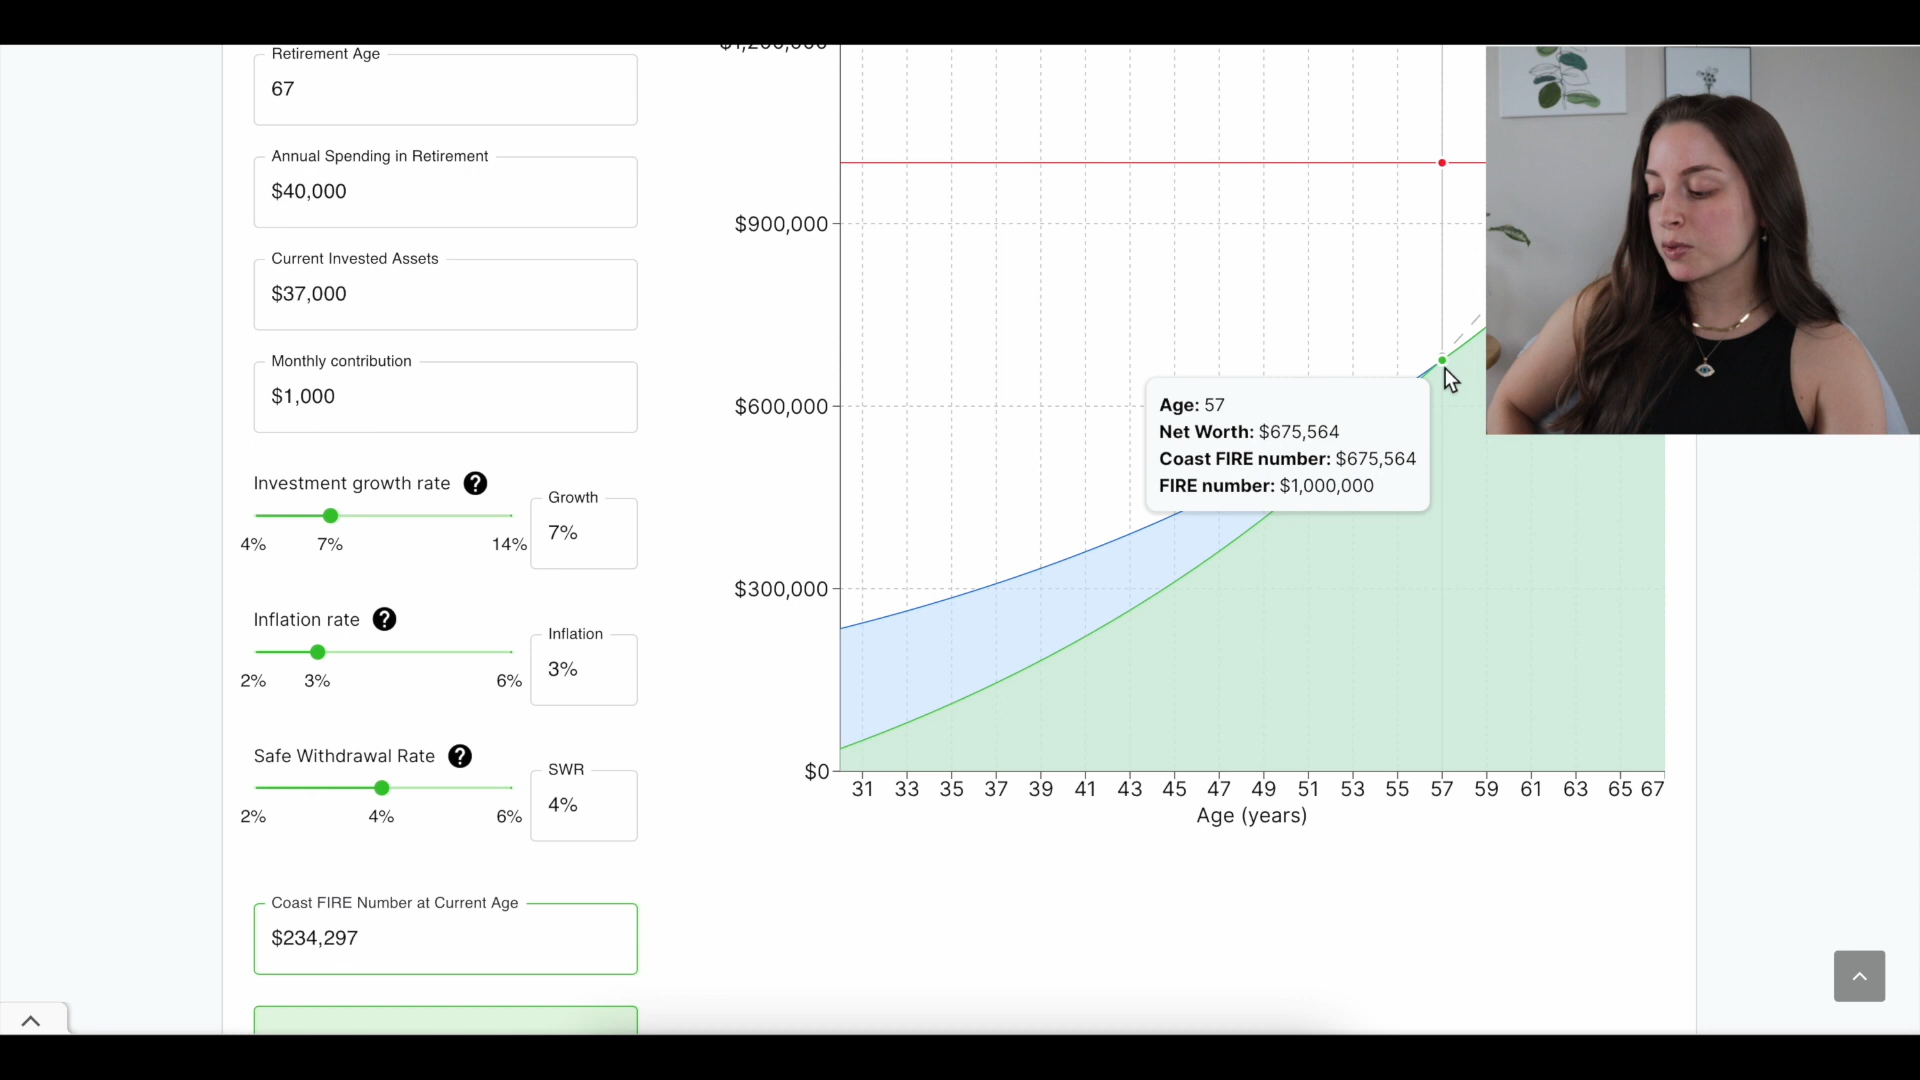 Retirement Age
67
Annual Spending in Retirement
$40,000
Current Invested Assets
$37,000
Monthly contribution
$1,000
Investment growth rate ?
4% 7% 14%
Growth
7%
Inflation rate ?
2% 3% 6%
Inflation
3%
Safe Withdrawal Rate ?
2% 4% 6%
SWR
4%
Coast FIRE Number at Current Age
$234,297
$1,200,000
$900,000
$600,000
$300,000
$0
Age: 57
Net Worth: $675,564
Coast FIRE number: $675,564
FIRE number: $1,000,000
31 33 35 37 39 41 43 45 47 49 51 53 55 57 59 61 63 65 67
Age (years)